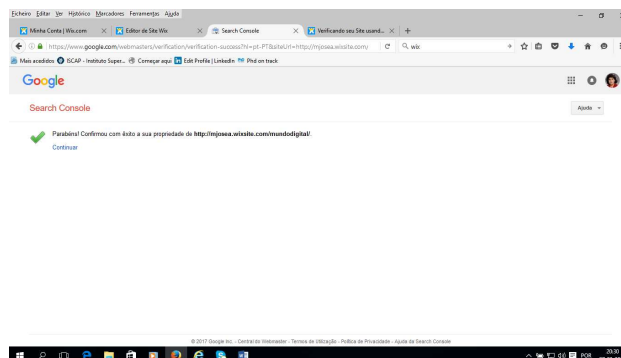 Ficheiro Editar Ver Histórico Marcadores Ferramentas Ajuda
Minha Conta | Wix.com Editor de Site Wix Search Console Verificando seu Site usand...
https://www.google.com/webmasters/verification/verification-success?hl=pt-PT&siteUrl=http://mjosea.wixsite.com/ wix
Mais acedidos ISCAP - Instituto Super... Começar aqui Edit Profile | LinkedIn Phd on track
Google
Search Console
Ajuda
Parabéns! Confirmou com êxito a sua propriedade de http://mjosea.wixsite.com/mundodigital/.
Continuar
© 2017 Google Inc. - Central do Webmaster - Termos de Utilização - Política de Privacidade - Ajuda da Search Console
POR 20:30